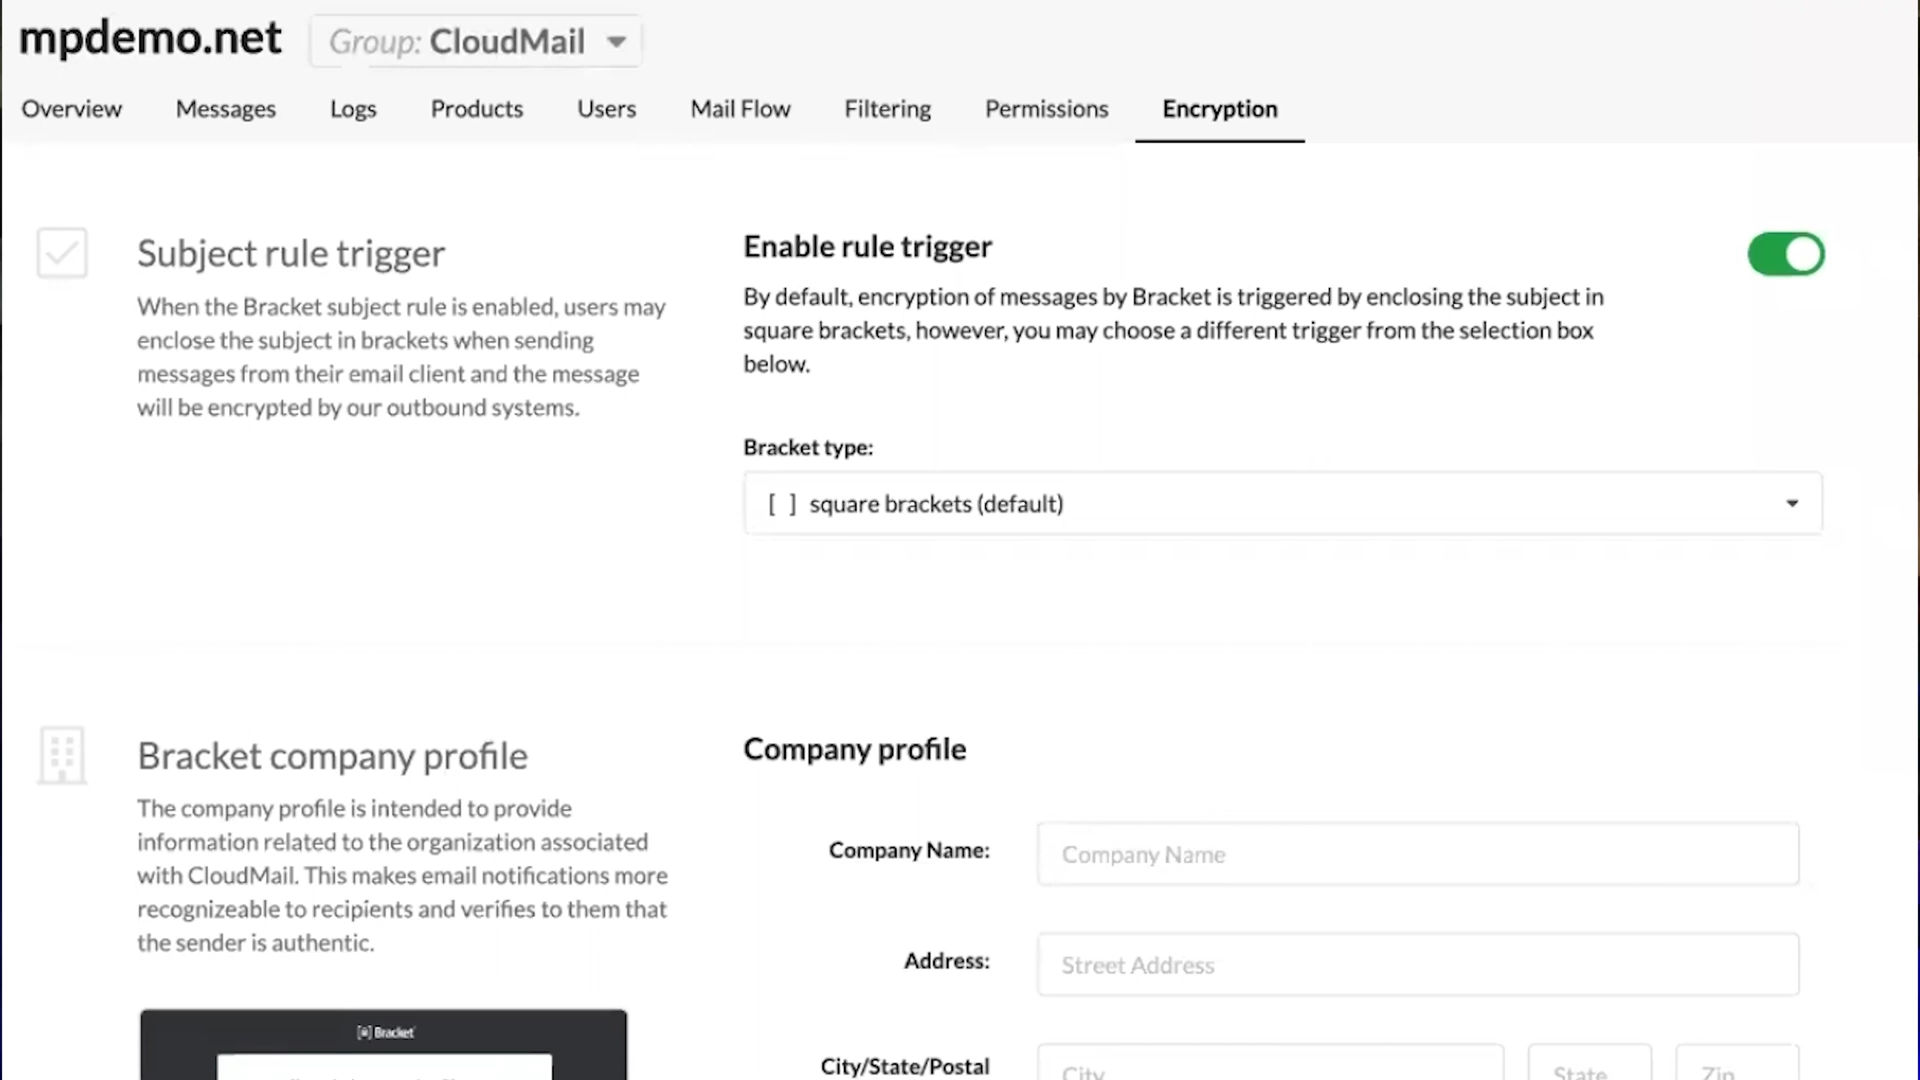 mpdemo.net Group: CloudMail
Overview Messages Logs Products Users Mail Flow Filtering Permissions Encryption
Subject rule trigger
When the Bracket subject rule is enabled, users may
enclose the subject in brackets when sending
messages from their email client and the message
will be encrypted by our outbound systems.
Enable rule trigger
By default, encryption of messages by Bracket is triggered by enclosing the subject in
square brackets, however, you may choose a different trigger from the selection box
below.
Bracket type:
[ ] square brackets (default)
Bracket company profile
The company profile is intended to provide
information related to the organization associated
with CloudMail. This makes email notifications more
recognizeable to recipients and verifies to them that
the sender is authentic.
[ ] Bracket
Company profile
Company Name: Company Name
Address: Street Address
City/State/Postal City State Zip